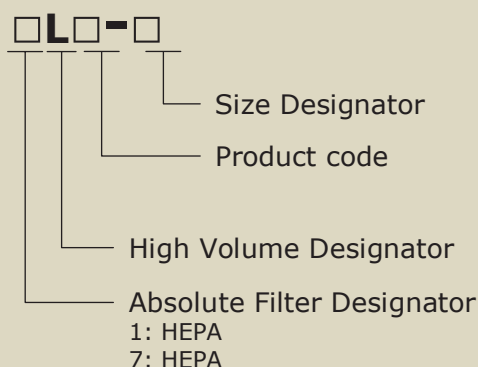 □L□-□
Size Designator
Product code
High Volume Designator
Absolute Filter Designator
1: HEPA
7: HEPA